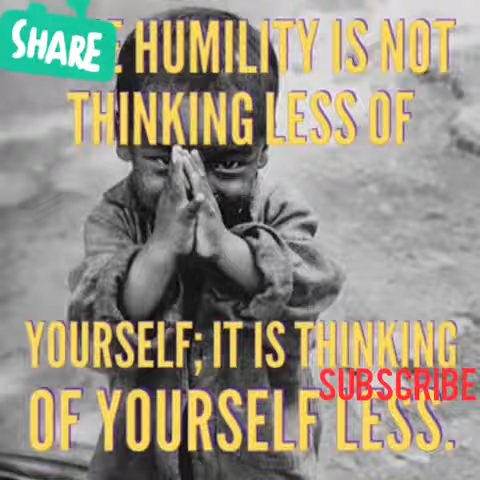 SHARE
E HUMILITY IS NOT
THINKING LESS OF
YOURSELF; IT IS THINKING
SUBSCRIBE
OF YOURSELF LESS.